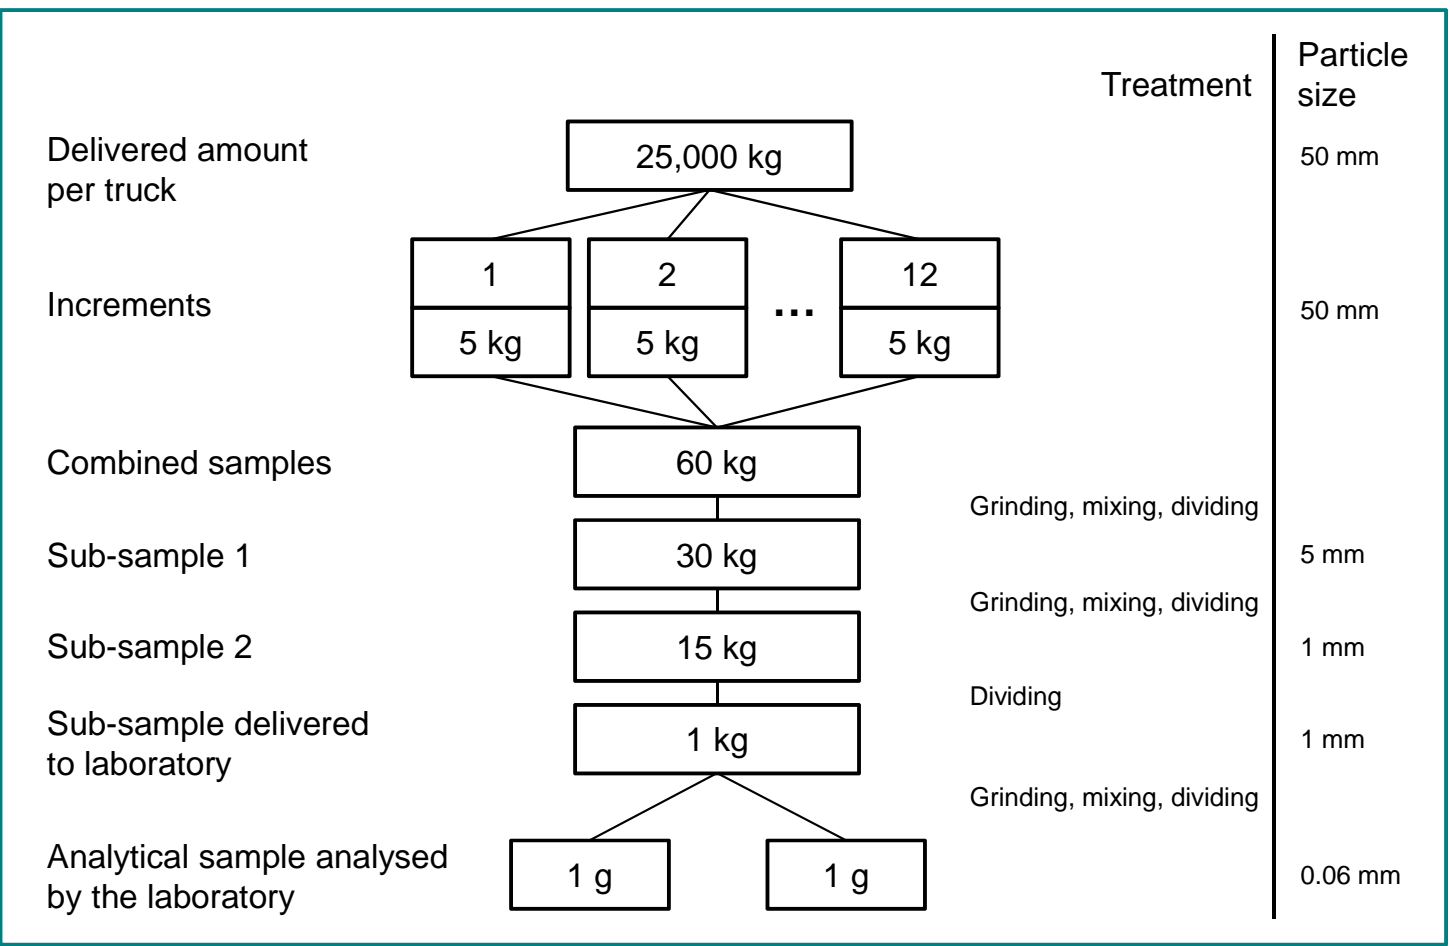 Treatment
Particle
size
Delivered amount
per truck
25,000 kg
50 mm
Increments
1
2
...
12
5 kg
5 kg
5 kg
50 mm
Combined samples
60 kg
Grinding, mixing, dividing
Sub-sample 1
30 kg
5 mm
Grinding, mixing, dividing
Sub-sample 2
15 kg
1 mm
Dividing
Sub-sample delivered
to laboratory
1 kg
1 mm
Grinding, mixing, dividing
Analytical sample analysed
by the laboratory
1 g
1 g
0.06 mm